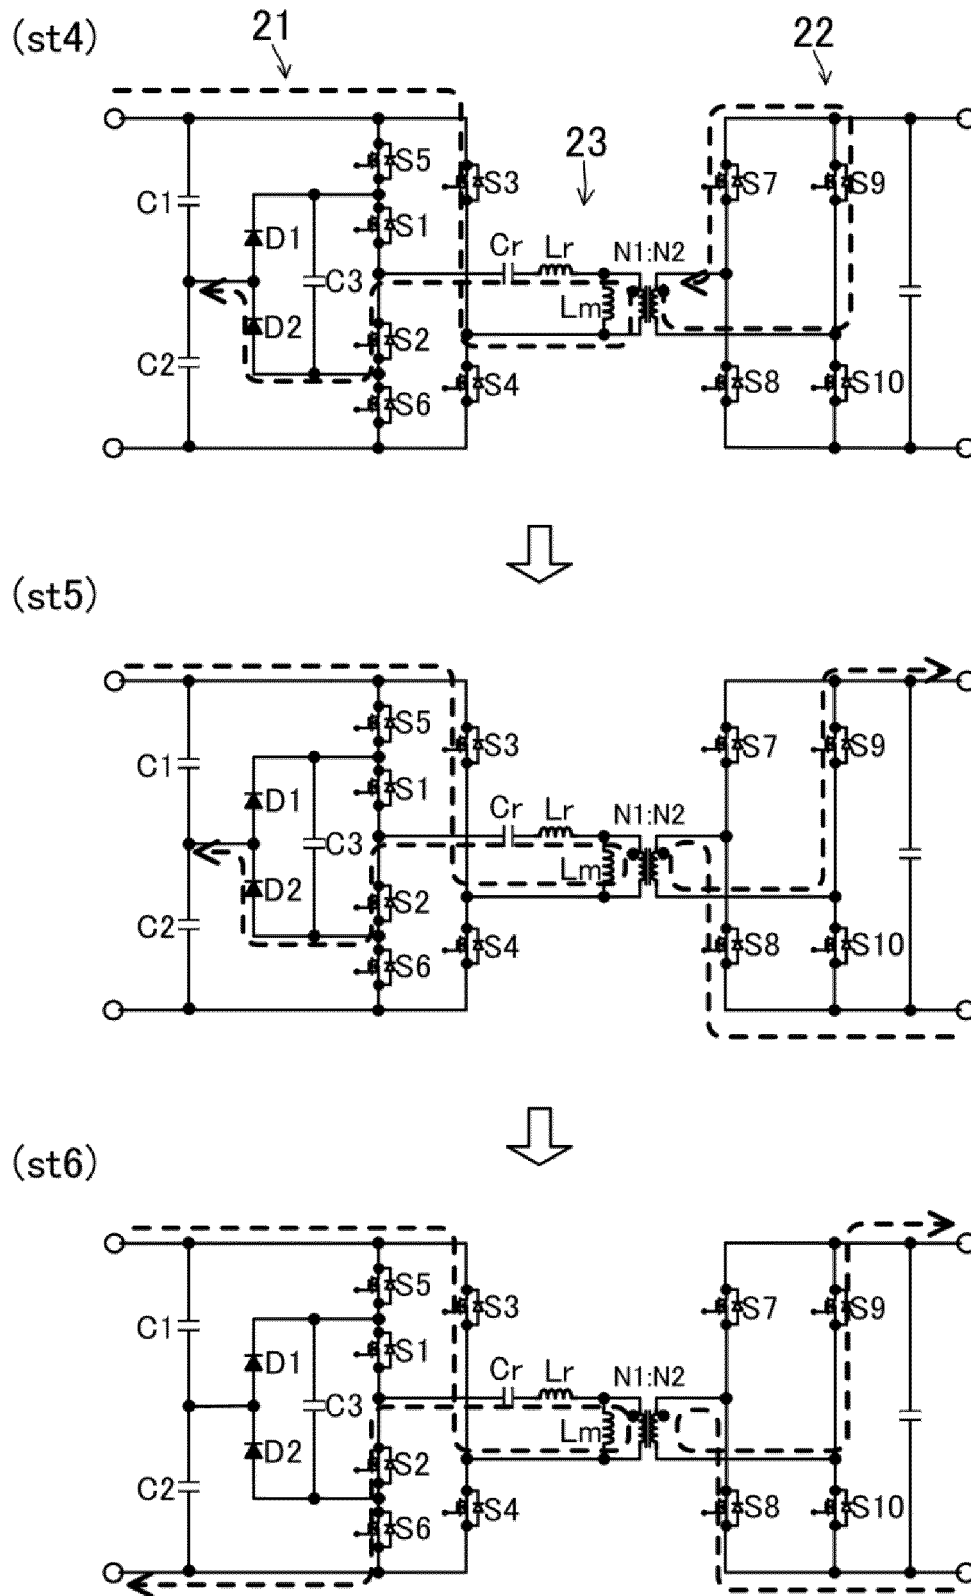 (st4)
21
22
23
S5
S3
S7
S9
C1
D1
S1
Cr
Lr
N1:N2
C3
Lm
D2
S2
C2
S4
S8
S10
S6
(st5)
S5
S3
S7
S9
C1
D1
S1
Cr
Lr
N1:N2
C3
Lm
D2
S2
C2
S4
S8
S10
S6
(st6)
S5
S3
S7
S9
C1
D1
S1
Cr
Lr
N1:N2
C3
Lm
D2
S2
C2
S4
S8
S10
S6